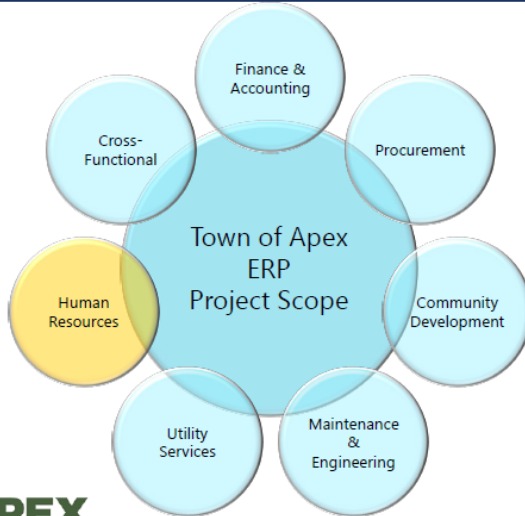 Finance &
Accounting
Cross-
Functional
Procurement
Town of Apex
ERP
Project Scope
Human
Resources
Community
Development
Utility
Services
Maintenance
&
Engineering